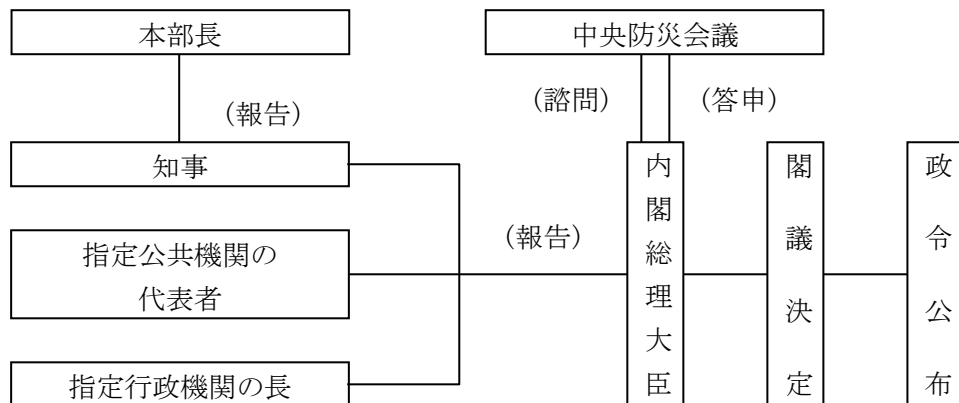 本部長
中央防災会議
（報告）
（諮問）
（答申）
知事
指定公共機関の
代表者
指定行政機関の長
（報告）
内閣総理大臣
閣議決定
政令公布